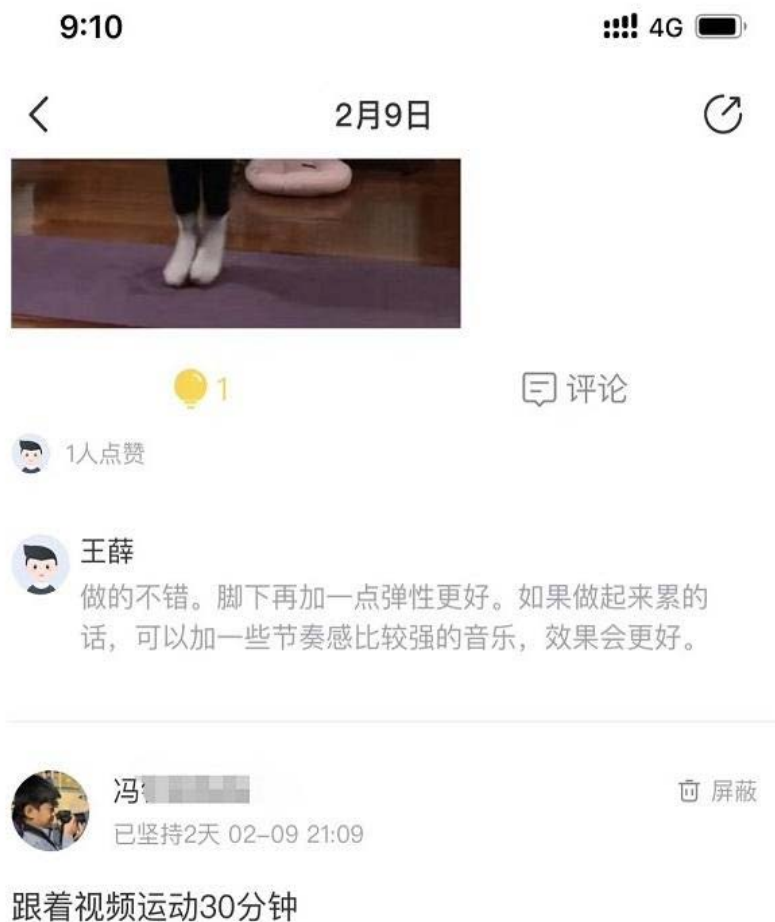 9:10
4G
2月9日
1
评论
1人点赞
王薛
做的不错。脚下再加一点弹性更好。如果做起来累的
话，可以加一些节奏感比较强的音乐，效果会更好。
冯
屏蔽
已坚持2天 02-09 21:09
跟着视频运动30分钟